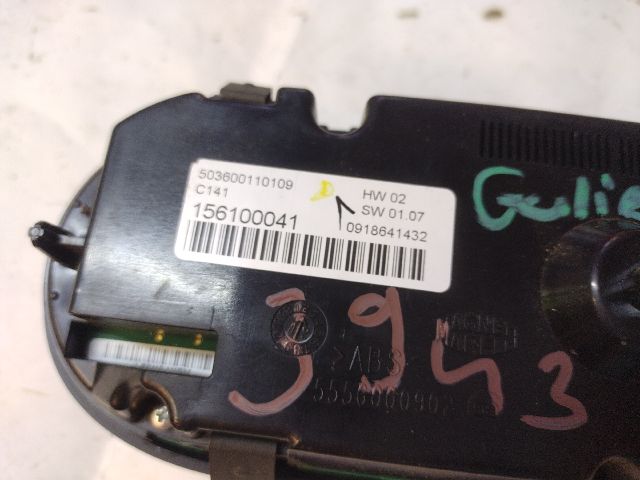 503600110109
C141
156100041
D
HW 02
SW 01.07
0918641432
Gulie
3943
MAGNETI
MARELLI
>ABS<